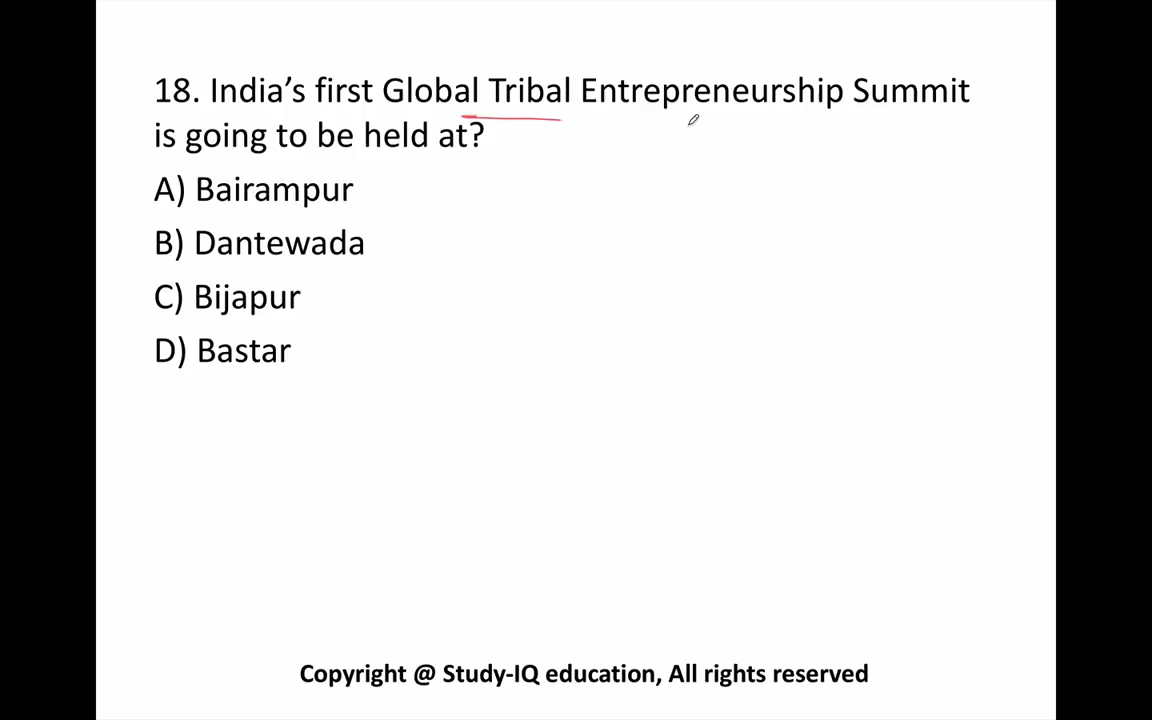 18. India’s first Global Tribal Entrepreneurship Summit
is going to be held at?
A) Bairampur
B) Dantewada
C) Bijapur
D) Bastar
Copyright @ Study-IQ education, All rights reserved